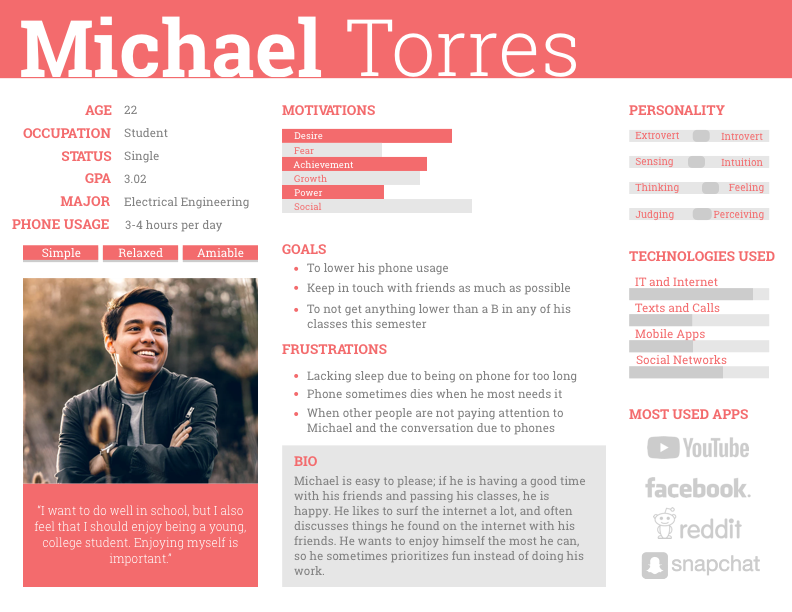 Michael Torres
AGE 22
OCCUPATION Student
STATUS Single
GPA 3.02
MAJOR Electrical Engineering
PHONE USAGE 3-4 hours per day
Simple Relaxed Amiable
"I want to do well in school, but I also
feel that I should enjoy being a young,
college student. Enjoying myself is
important."
MOTIVATIONS
Desire
Fear
Achievement
Growth
Power
Social
GOALS
• To lower his phone usage
• Keep in touch with friends as much as possible
• To not get anything lower than a B in any of his
classes this semester
FRUSTRATIONS
• Lacking sleep due to being on phone for too long
• Phone sometimes dies when he most needs it
• When other people are not paying attention to
Michael and the conversation due to phones
BIO
Michael is easy to please; if he is having a good time
with his friends and passing his classes, he is
happy. He likes to surf the internet a lot, and often
discusses things he found on the internet with his
friends. He wants to enjoy himself the most he can,
so he sometimes prioritizes fun instead of doing his
work.
PERSONALITY
Extrovert Introvert
Sensing Intuition
Thinking Feeling
Judging Perceiving
TECHNOLOGIES USED
IT and Internet
Texts and Calls
Mobile Apps
Social Networks
MOST USED APPS
YouTube
facebook.
reddit
snapchat